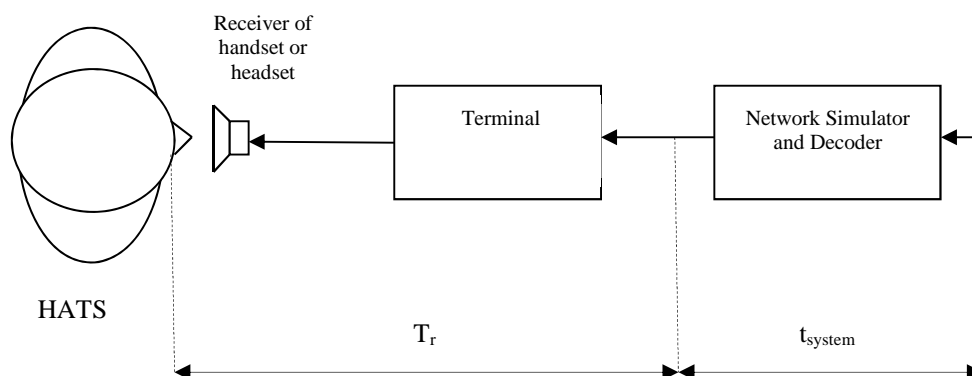 Receiver of
handset or
headset
Terminal
Network Simulator
and Decoder
HATS
Tr
tsystem